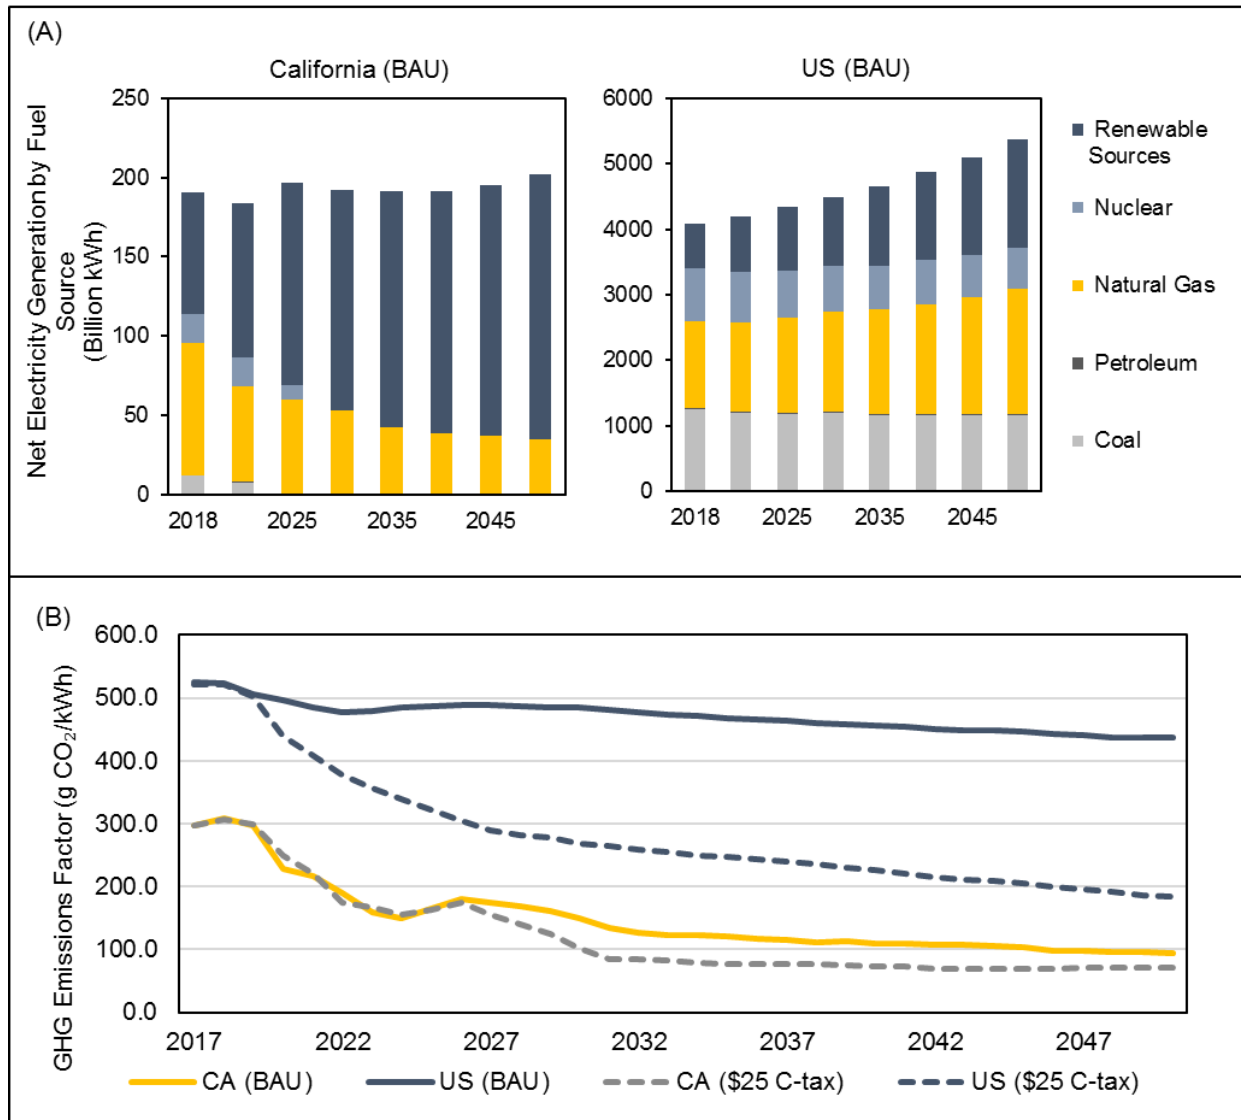 (A)
California (BAU)
US (BAU)
Net Electricity Generation by Fuel
Source
(Billion kWh)
250
200
150
100
50
0
2018
2025
2035
2045
6000
5000
4000
3000
2000
1000
0
2018
2025
2035
2045
Renewable
Sources
Nuclear
Natural Gas
Petroleum
Coal
(B)
GHG Emissions Factor (g CO₂/kWh)
600.0
500.0
400.0
300.0
200.0
100.0
0.0
2017
2022
2027
2032
2037
2042
2047
CA (BAU)
US (BAU)
CA ($25 C-tax)
US ($25 C-tax)